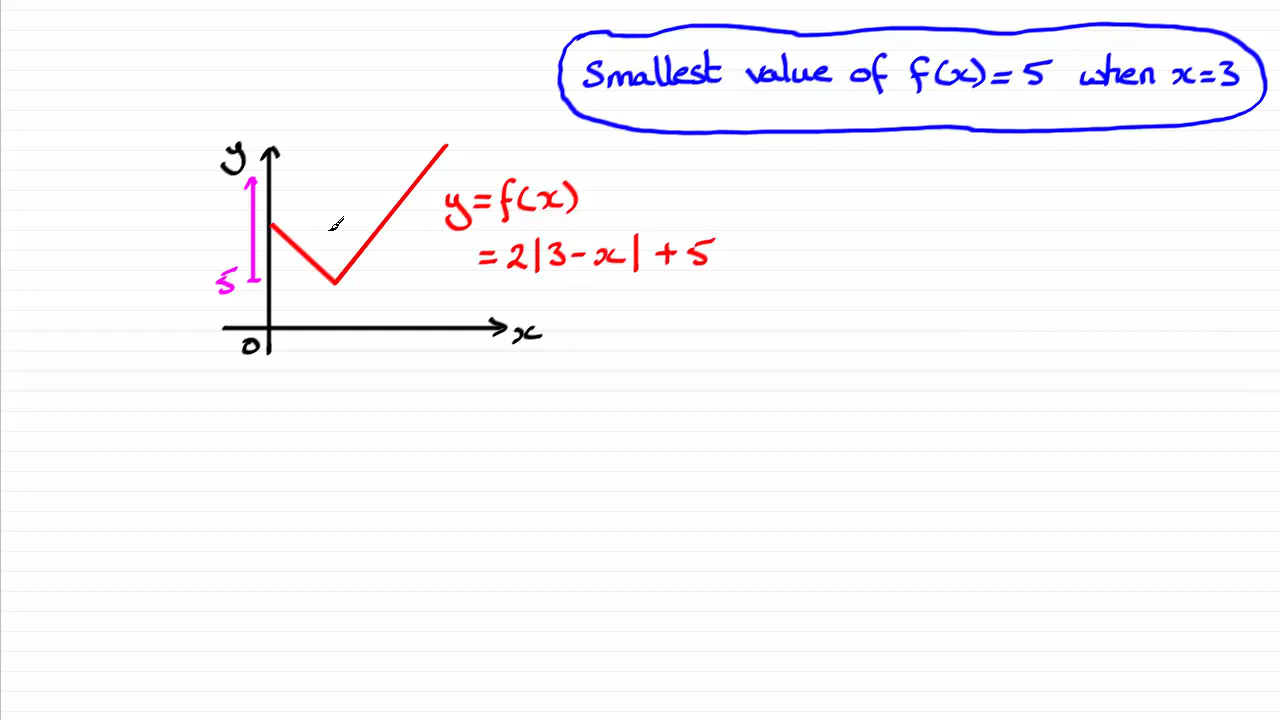 Smallest value of f(x) = 5 when x = 3
y
y = f(x)
= 2|3 - x| + 5
5
x
0